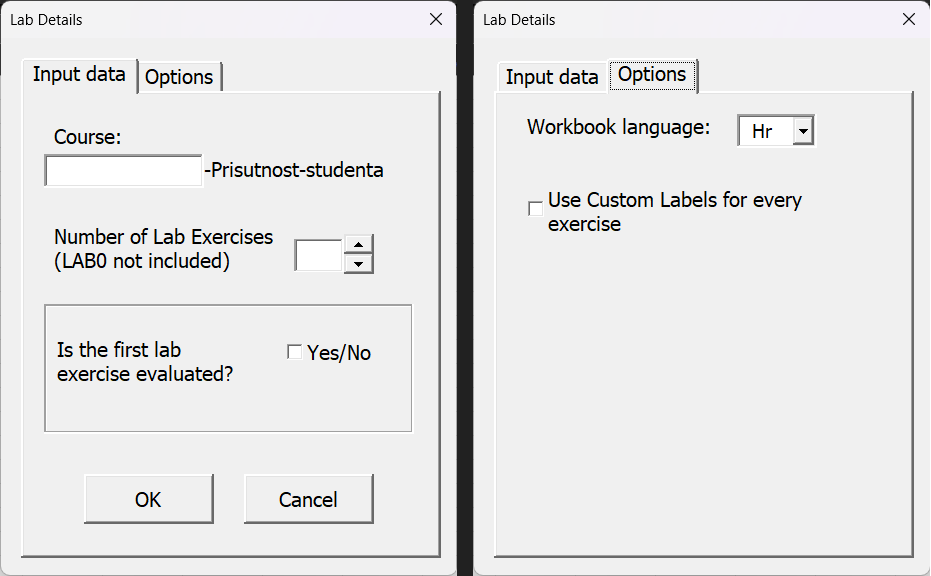 Lab Details
Input data
Options
Course:
-Prisutnost-studenta
Number of Lab Exercises
(LAB0 not included)
Is the first lab
exercise evaluated?
Yes/No
OK
Cancel
Lab Details
Input data
Options
Workbook language:
Hr
Use Custom Labels for every
exercise